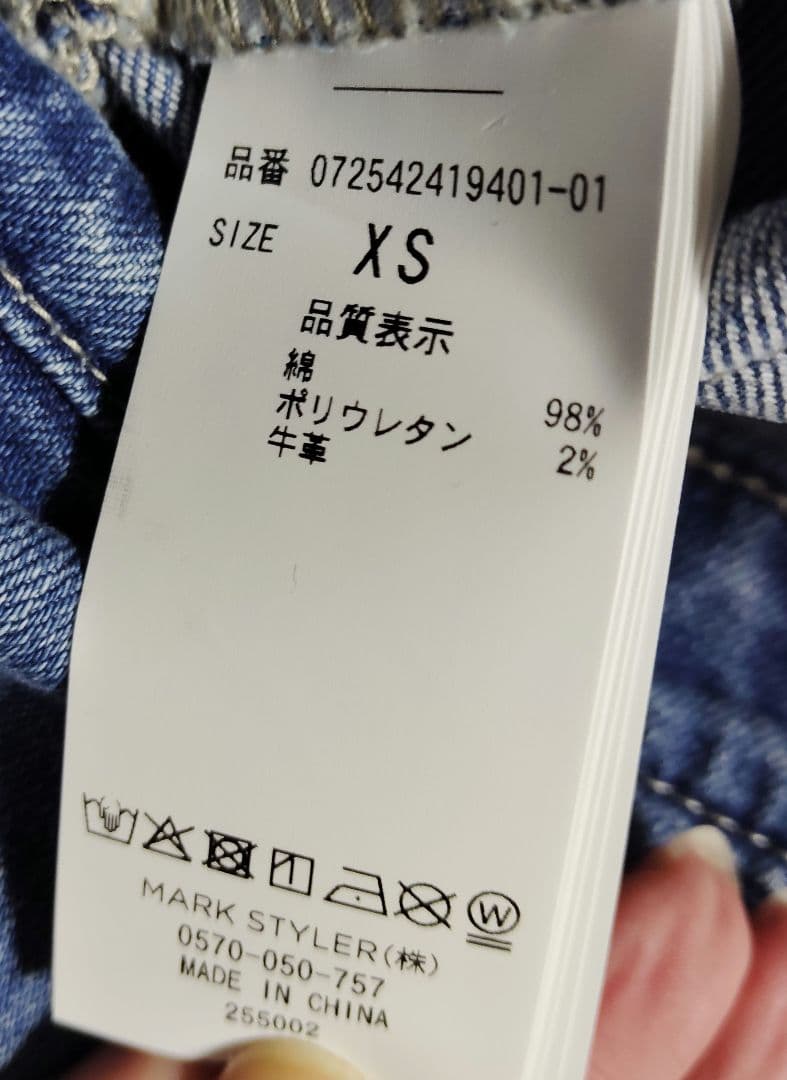 品番 072542419401-01
SIZE XS
品質表示
綿 98%
ポリウレタン 2%
牛革
W
MARK STYLER(株)
0570-050-757
MADE IN CHINA
255002